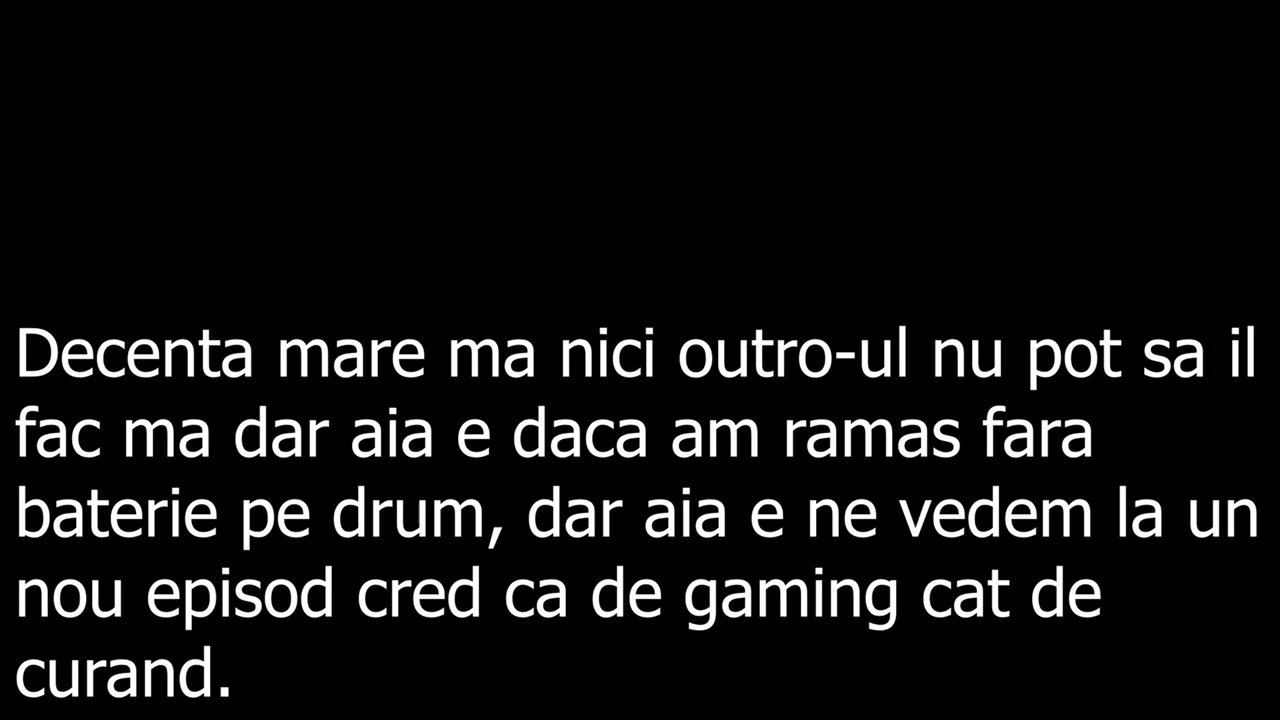 Decenta mare ma nici outro-ul nu pot sa il
fac ma dar aia e daca am ramas fara
baterie pe drum, dar aia e ne vedem la un
nou episod cred ca de gaming cat de
curand.